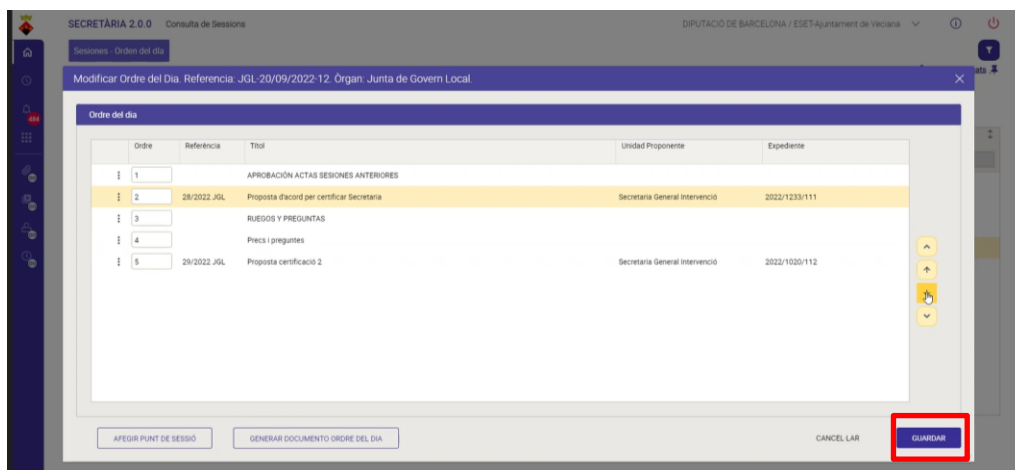 SECRETÀRIA 2.0.0 Consulta de Sessions DIPUTACIÓ DE BARCELONA / ESET-Ajuntament de Veciana
Sesiones - Orden del día
ats
Modificar Ordre del Dia. Referencia: JGL-20/09/2022-12. Òrgan: Junta de Govern Local.
484
Ordre del dia
Ordre Referència Títol Unidad Proponente Expediente
1 APROBACIÓN ACTAS SESIONES ANTERIORES
2 28/2022 JGL Proposta d'acord per certificar Secretaria Secretaria General Intervenció 2022/1233/111
3 RUEGOS Y PREGUNTAS
4 Precs i preguntes
5 29/2022 JGL Proposta certificació 2 Secretaria General Intervenció 2022/1020/112
AFEGIR PUNT DE SESSIÓ GENERAR DOCUMENTO ORDRE DEL DIA CANCEL LAR GUARDAR